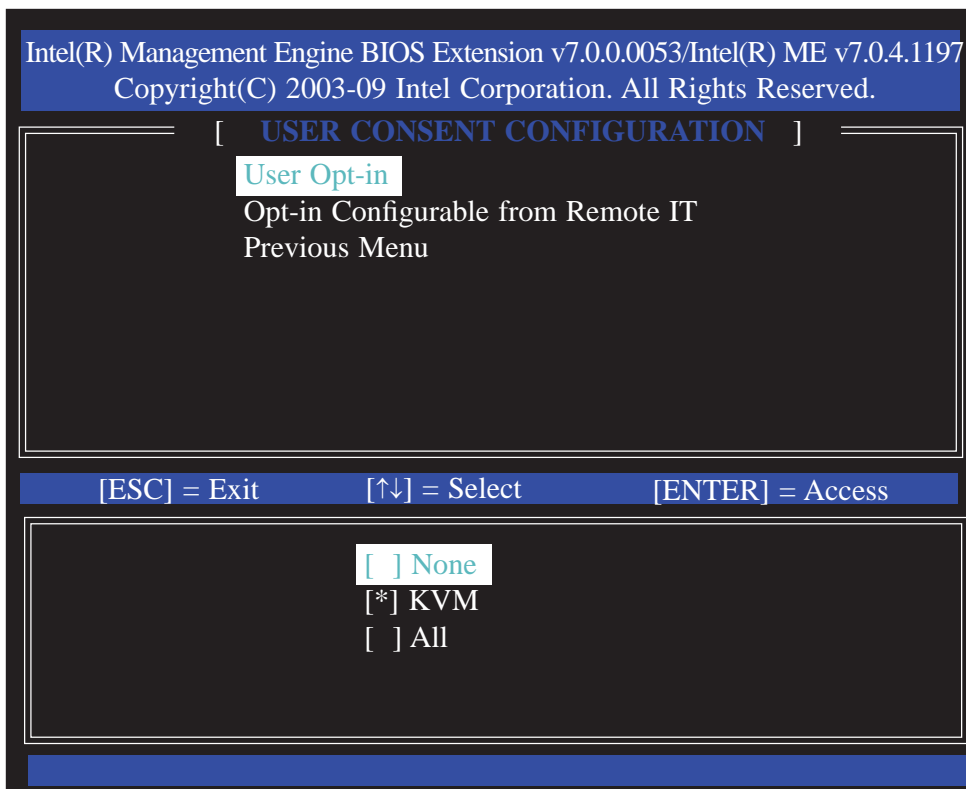 Intel(R) Management Engine BIOS Extension v7.0.0.0053/Intel(R) ME v7.0.4.1197
Copyright(C) 2003-09 Intel Corporation. All Rights Reserved.
[ USER CONSENT CONFIGURATION ]
User Opt-in
Opt-in Configurable from Remote IT
Previous Menu
[ESC] = Exit [↑↓] = Select [ENTER] = Access
[ ] None
[*] KVM
[ ] All